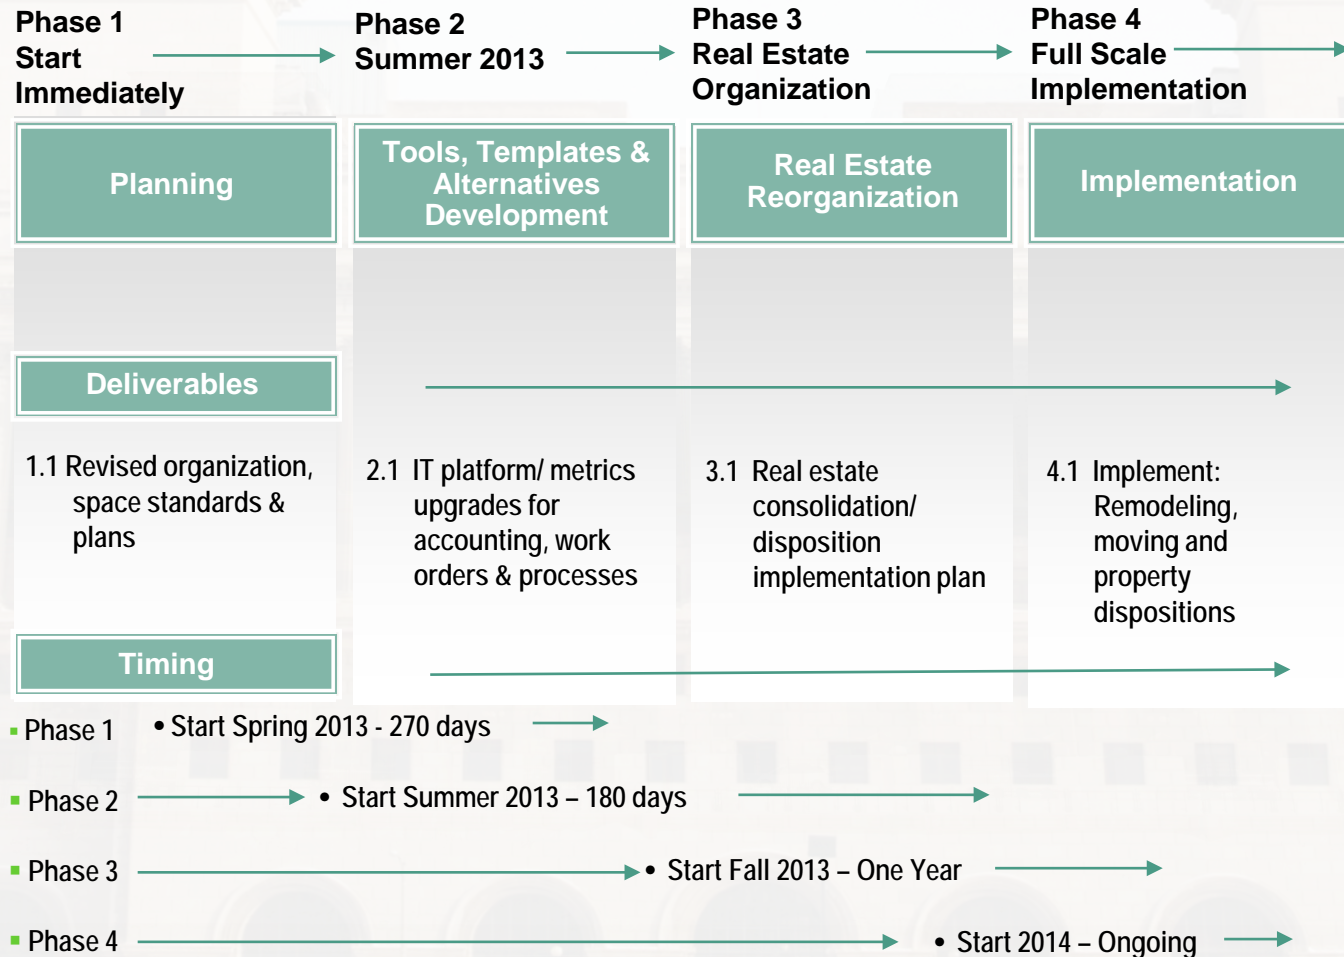 Phase 1
Start
Immediately
Phase 2
Summer 2013
Phase 3
Real Estate
Organization
Phase 4
Full Scale
Implementation
Planning
Tools, Templates &
Alternatives
Development
Real Estate
Reorganization
Implementation
Deliverables
1.1 Revised organization,
space standards &
plans
2.1 IT platform/ metrics
upgrades for
accounting, work
orders & processes
3.1 Real estate
consolidation/
disposition
implementation plan
4.1 Implement:
Remodeling,
moving and
property
dispositions
Timing
▪ Phase 1 • Start Spring 2013 - 270 days
▪ Phase 2 • Start Summer 2013 – 180 days
▪ Phase 3 • Start Fall 2013 – One Year
▪ Phase 4 • Start 2014 – Ongoing